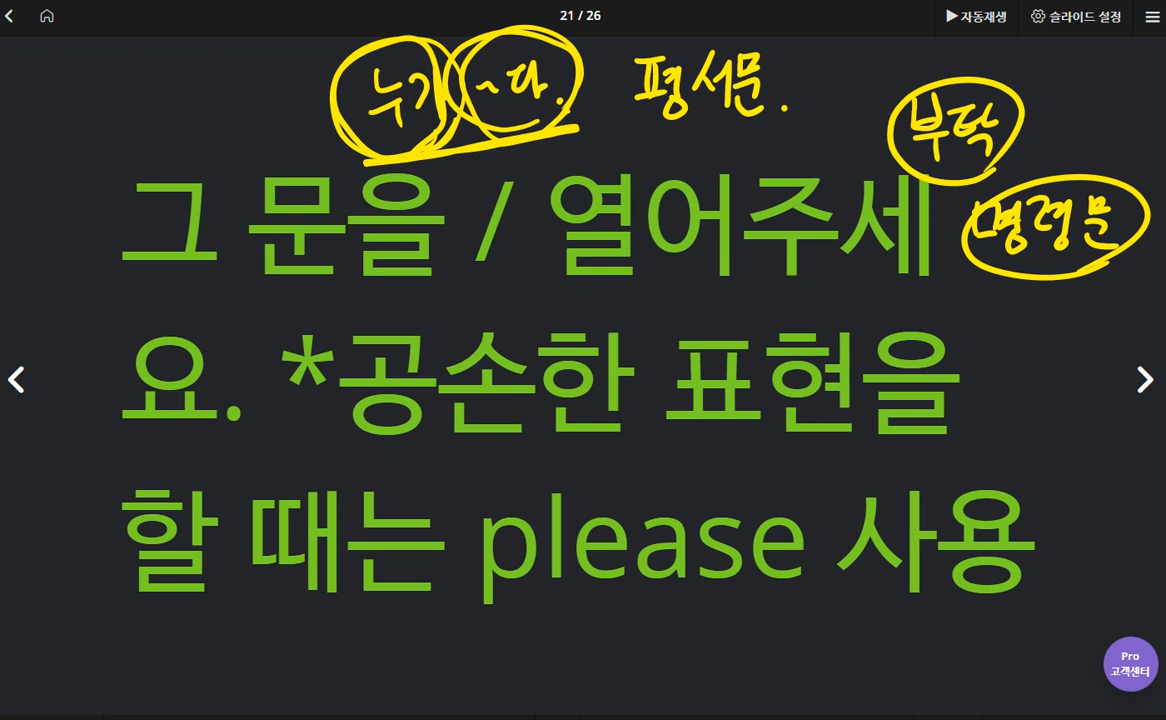 21 / 26
자동재생
슬라이드 설정
누가 ~다.
평서문.
부탁
명령문
그 문을 / 열어주세
요. *공손한 표현을
할 때는 please 사용
Pro
고객센터